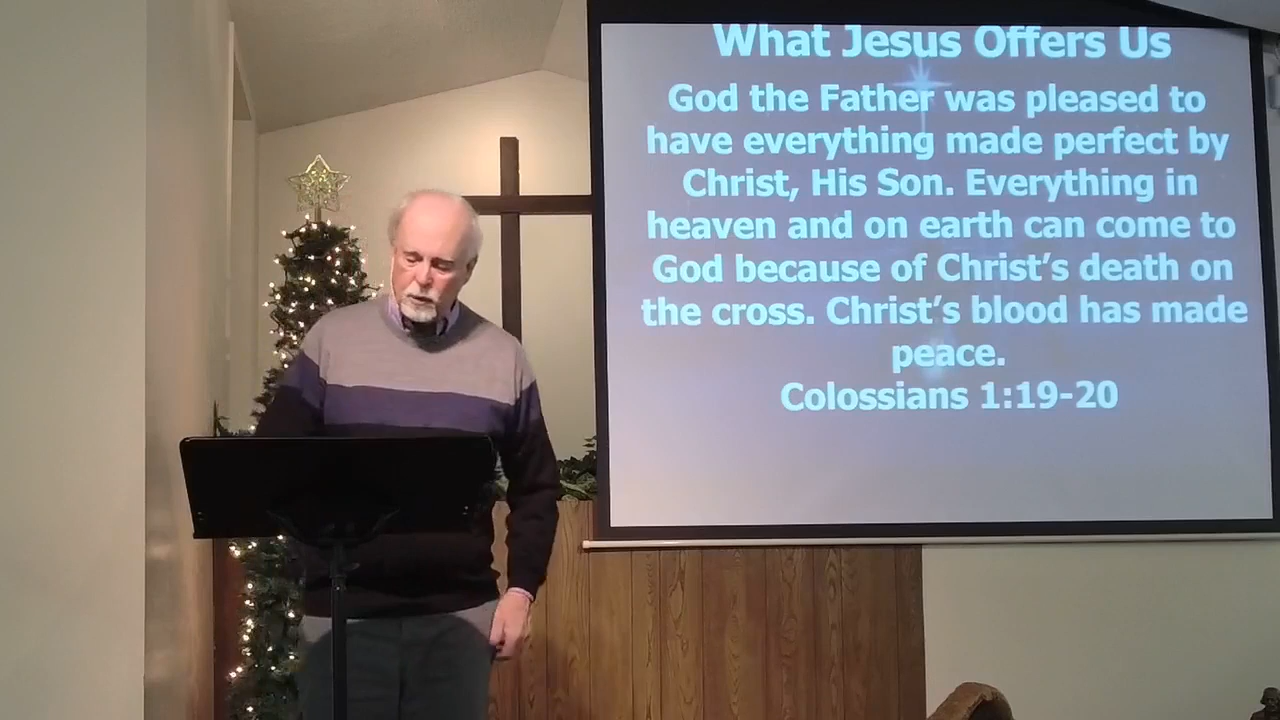 What Jesus Offers Us
God the Father was pleased to
have everything made perfect by
Christ, His Son. Everything in
heaven and on earth can come to
God because of Christ’s death on
the cross. Christ’s blood has made
peace.
Colossians 1:19-20